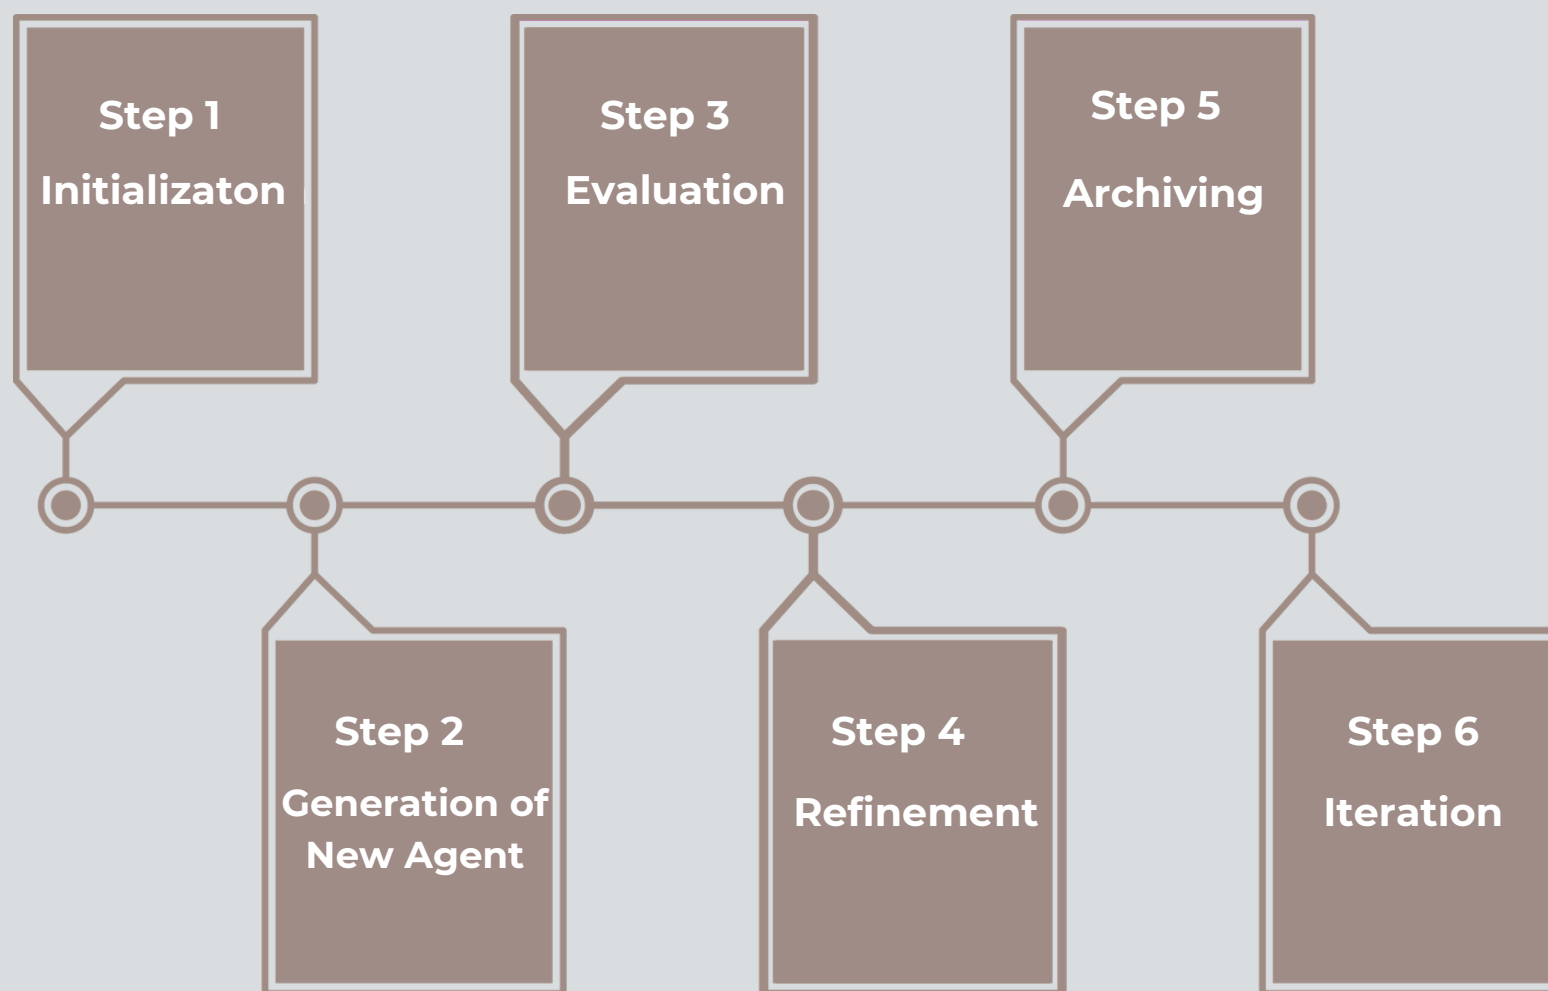 Step 1
Initializaton
Step 2
Generation of
New Agent
Step 3
Evaluation
Step 4
Refinement
Step 5
Archiving
Step 6
Iteration